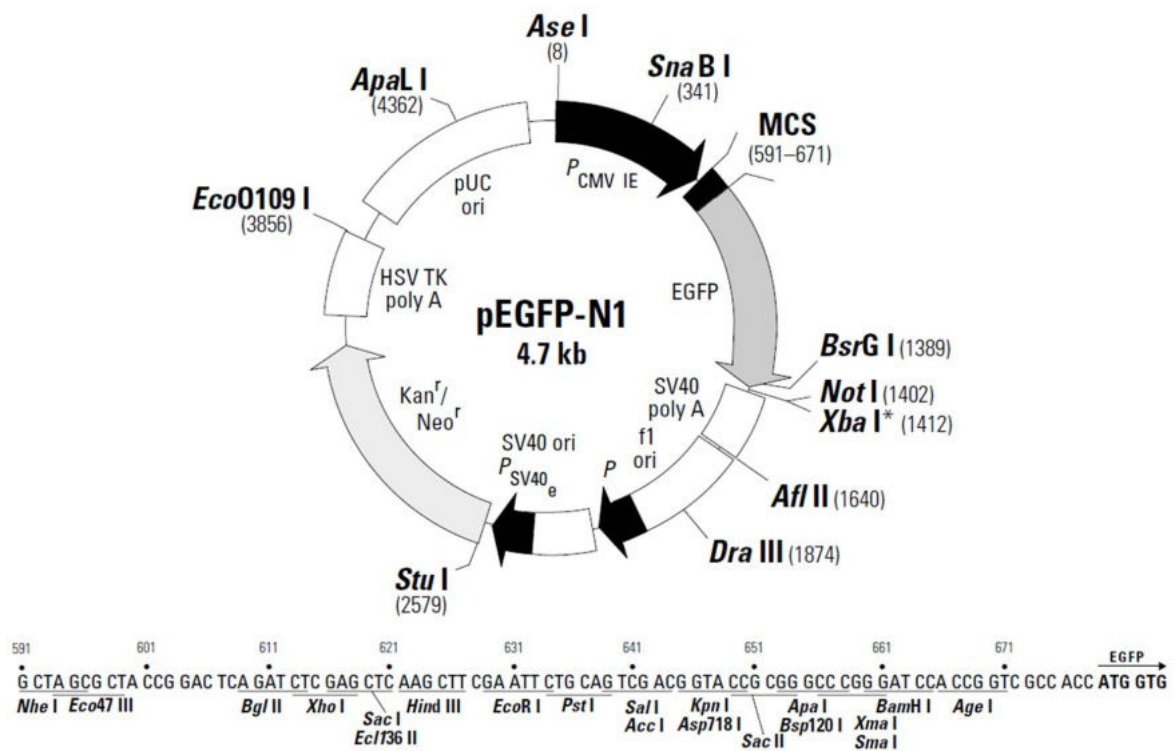 Ase I
(8)
SnaB I
(341)
ApaL I
(4362)
MCS
(591–671)
PCMV IE
pUC
ori
EcoO109 I
(3856)
HSV TK
poly A
EGFP
pEGFP-N1
4.7 kb
BsrG I (1389)
Not I (1402)
Xba I* (1412)
SV40
poly A
f1
ori
Kanr/
Neor
SV40 ori
PSV40e
P
Afl II (1640)
Dra III (1874)
Stu I
(2579)
591 601 611 621 631 641 651 661 671 EGFP
G CTA GCG CTA CCG GAC TCA GAT CTC GAG CTC AAG CTT CGA ATT CTG CAG TCG ACG GTA CCG CGG GCC CGG GAT CCA CCG GTC GCC ACC ATG GTG
Nhe I Eco47 III Bgl II Xho I Sac I Hind III EcoR I Pst I Sal I Kpn I Apa I BamH I Age I
Ecl136 II Acc I Asp718 I Sac II Bsp120 I Xma I
Sma I